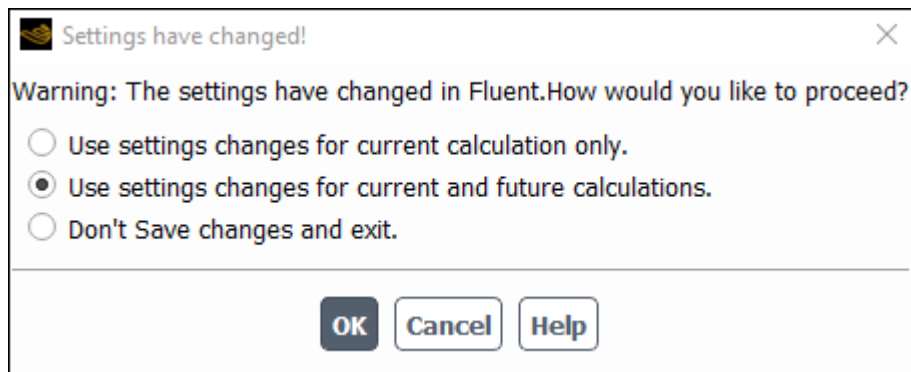 Settings have changed!
Warning: The settings have changed in Fluent.How would you like to proceed?
Use settings changes for current calculation only.
Use settings changes for current and future calculations.
Don't Save changes and exit.
OK Cancel Help